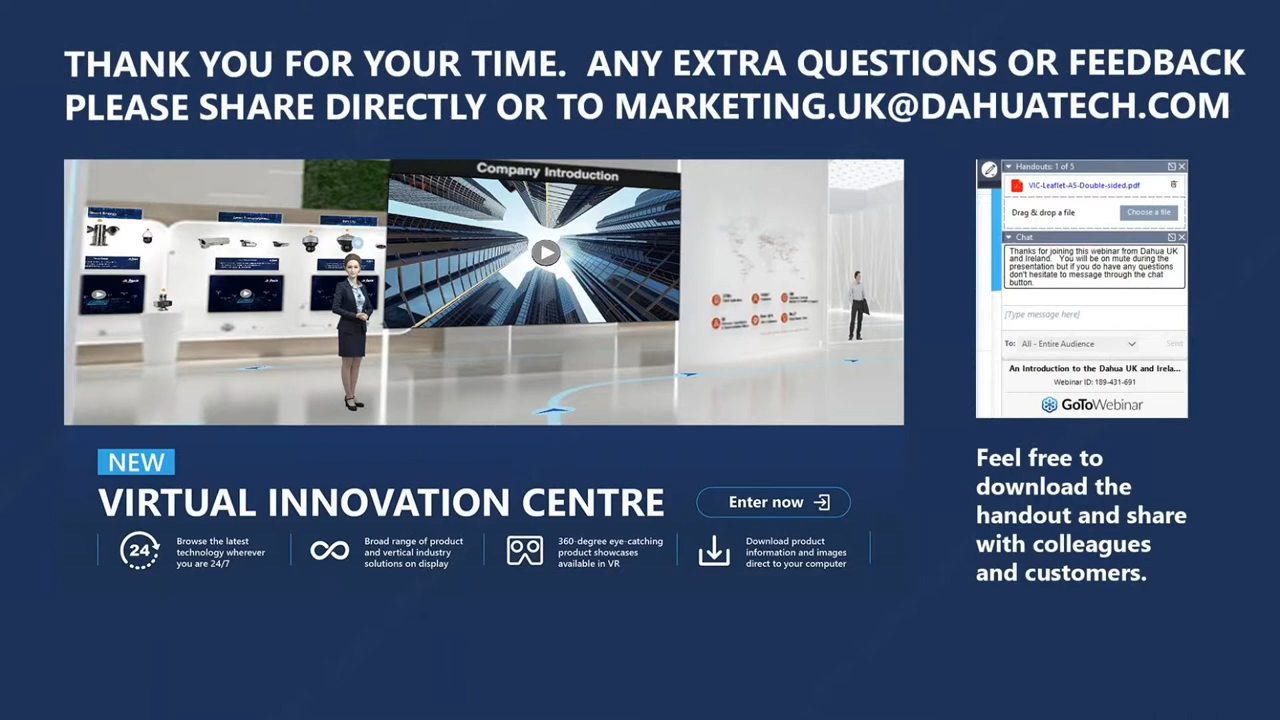 THANK YOU FOR YOUR TIME.  ANY EXTRA QUESTIONS OR FEEDBACK
PLEASE SHARE DIRECTLY OR TO MARKETING.UK@DAHUATECH.COM
Company Introduction
Handouts: 1 of 5
VIC-Leaflet-A5-Double-sided.pdf
Drag & drop a file
Choose a file
Chat
Thanks for joining this webinar from Dahua UK
and Ireland.   You will be on mute during the
presentation but if you do have any questions
don't hesitate to message through the chat
button.
[Type message here]
To: All - Entire Audience
Send
An Introduction to the Dahua UK and Irela...
Webinar ID: 189-431-691
GoToWebinar
NEW
VIRTUAL INNOVATION CENTRE
Enter now
24
Browse the latest
technology wherever
you are 24/7
Broad range of product
and vertical industry
solutions on display
360-degree eye-catching
product showcases
available in VR
Download product
information and images
direct to your computer
Feel free to
download the
handout and share
with colleagues
and customers.